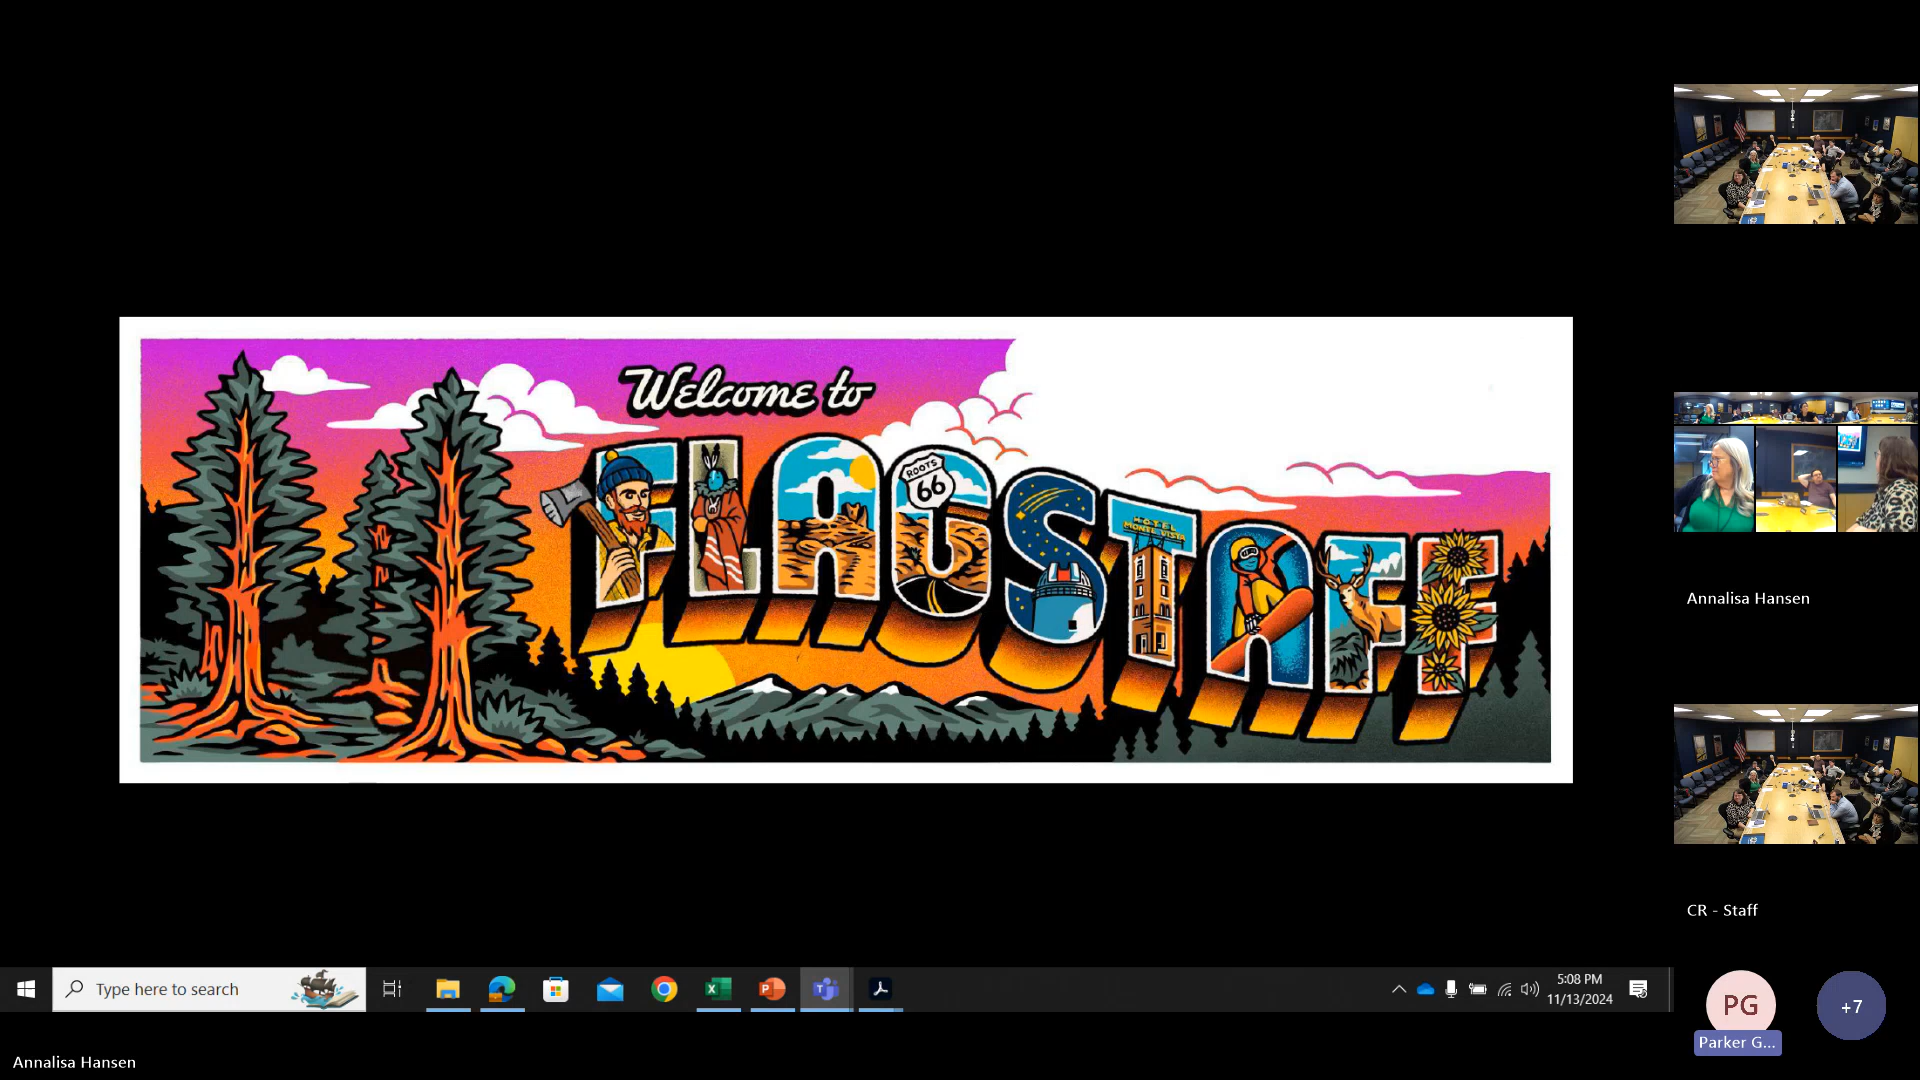 Welcome to
FLAGSTAFF
ROOTS
66
HOTEL
MONTE VISTA
Annalisa Hansen
CR - Staff
Type here to search
5:08 PM
11/13/2024
PG
+7
Parker G...
Annalisa Hansen